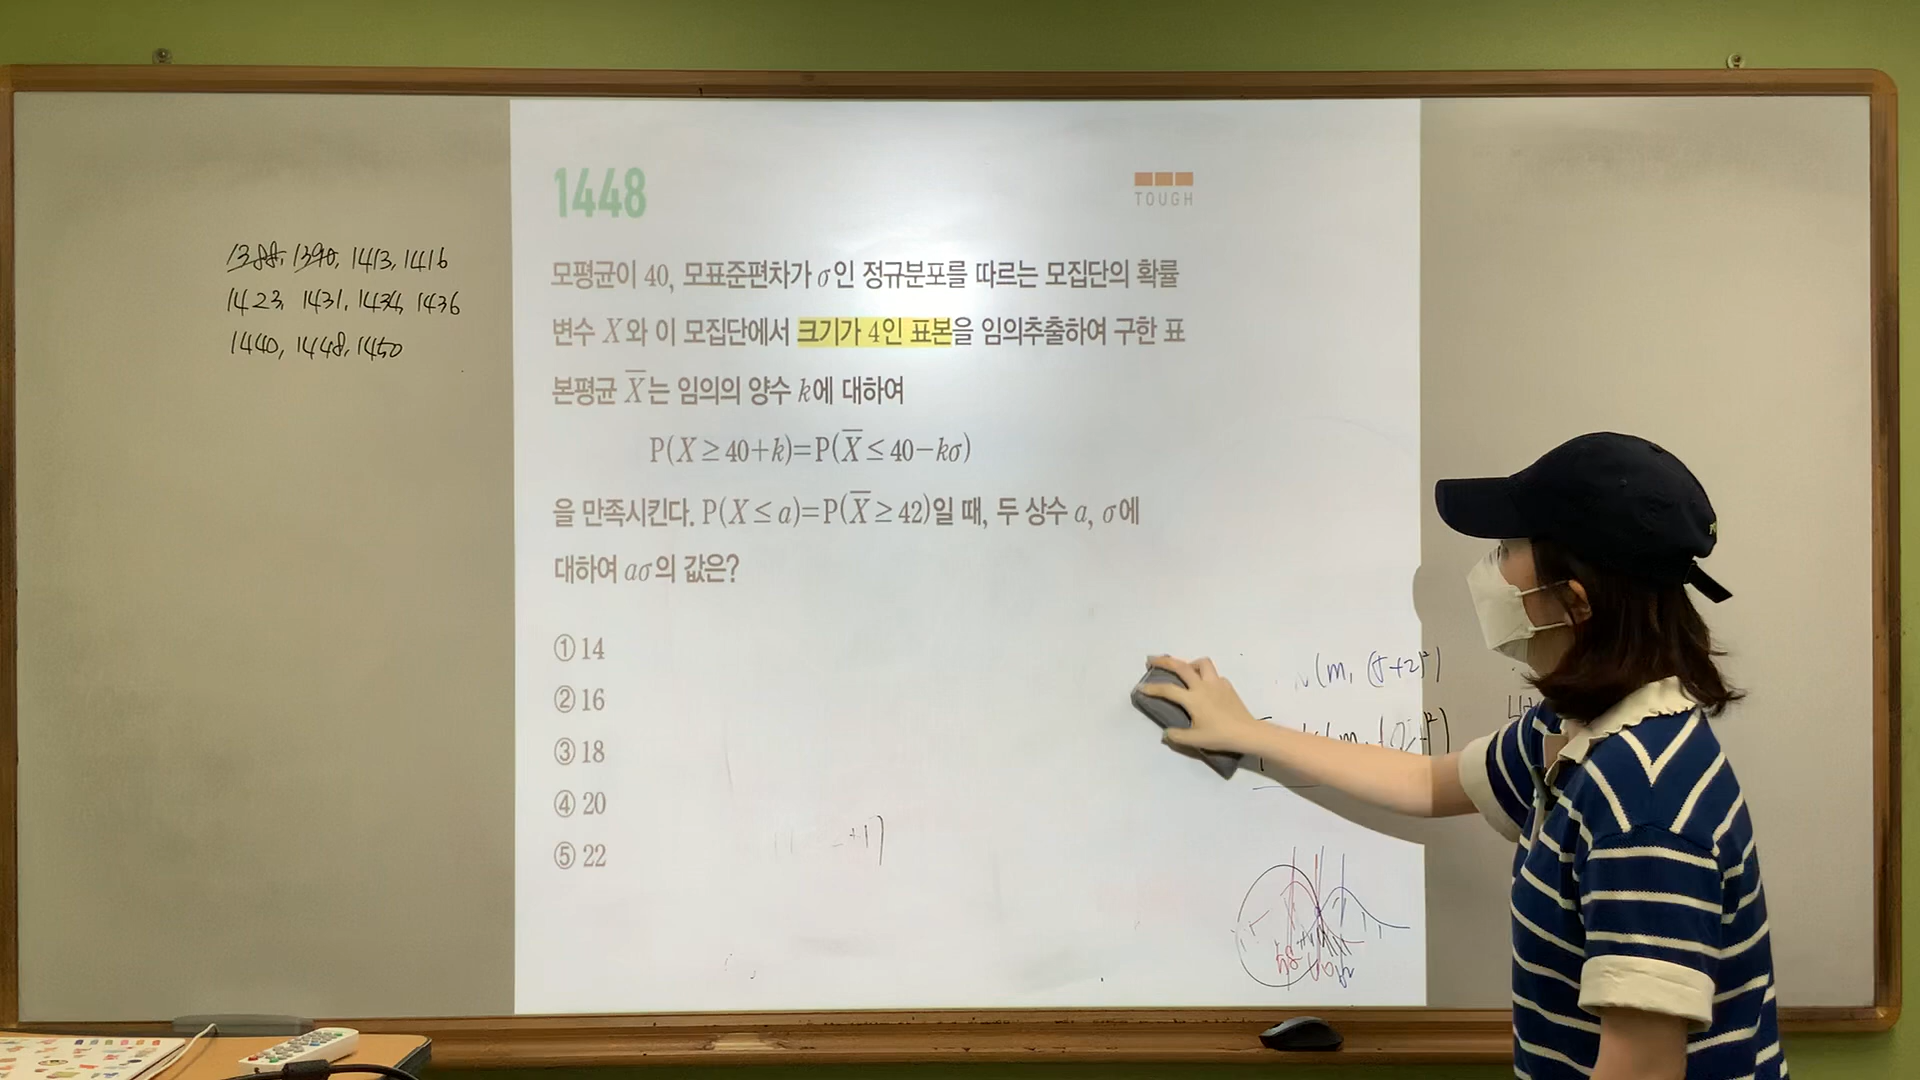 1388, 1390, 1413, 1416
1423, 1431, 1434, 1436
1440, 1448, 1450
1448
TOUGH
모평균이 40, 모표준편차가 σ인 정규분포를 따르는 모집단의 확률
변수 X와 이 모집단에서 크기가 4인 표본을 임의추출하여 구한 표
본평균 X̄는 임의의 양수 k에 대하여
P(X≥40+k)=P(X̄≤40-kσ)
을 만족시킨다. P(X≤a)=P(X̄≥42)일 때, 두 상수 a, σ에
대하여 aσ의 값은?
① 14
② 16
③ 18
④ 20
⑤ 22